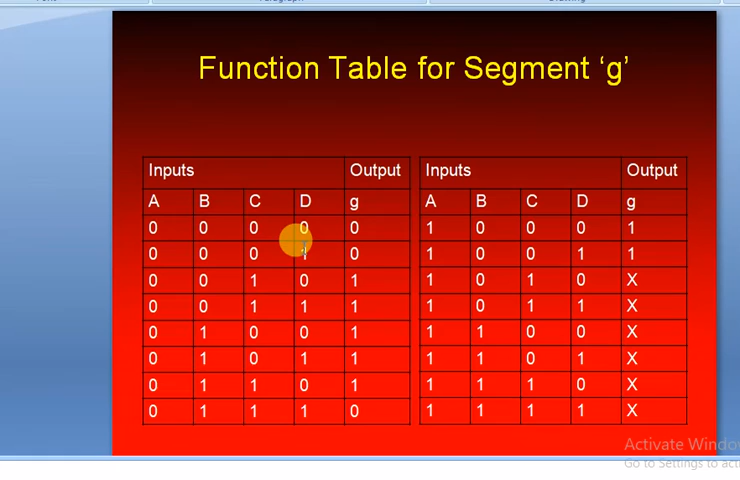 Function Table for Segment ‘g’
Inputs Output Inputs Output
A B C D g A B C D g
0 0 0 0 0 1 0 0 0 1
0 0 0 1 0 1 0 0 1 1
0 0 1 0 1 1 0 1 0 X
0 0 1 1 1 1 0 1 1 X
0 1 0 0 1 1 1 0 0 X
0 1 0 1 1 1 1 0 1 X
0 1 1 0 1 1 1 1 0 X
0 1 1 1 0 1 1 1 1 X
Activate Windo
Go to Settings to acti